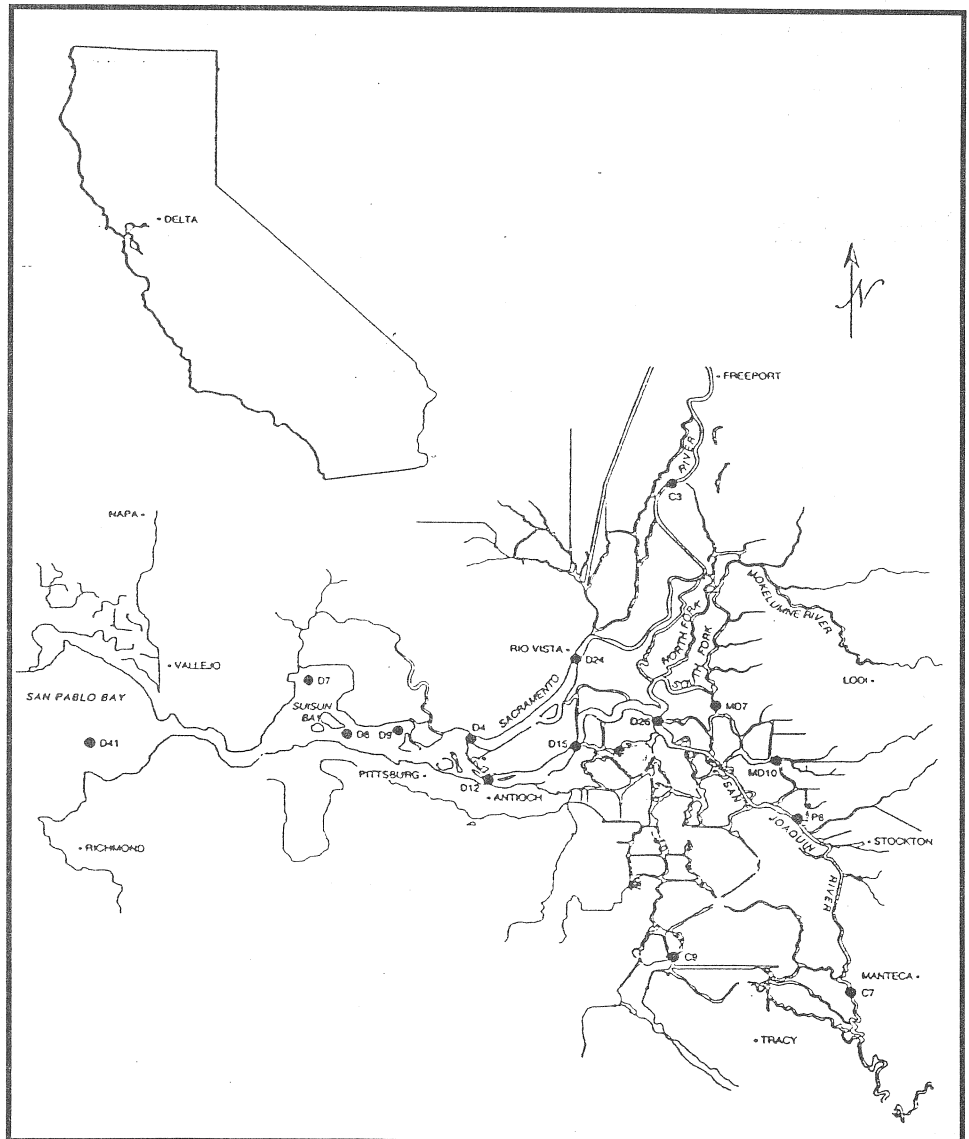 DELTA
N
FREEPORT
RIVER
C3
NAPA
MOKELUMNE RIVER
NORTH FORK
SOUTH FORK
RIO VISTA
D24
VALLEJO
LODI
D7
SAN PABLO BAY
SUISUN
BAY
SACRAMENTO
MD7
D26
D41
D8
D9
D4
D15
MD10
PITTSBURG
D12
ANTIOCH
SAN
P8
JOAQUIN
STOCKTON
RICHMOND
RIVER
C9
MANTECA
C7
TRACY